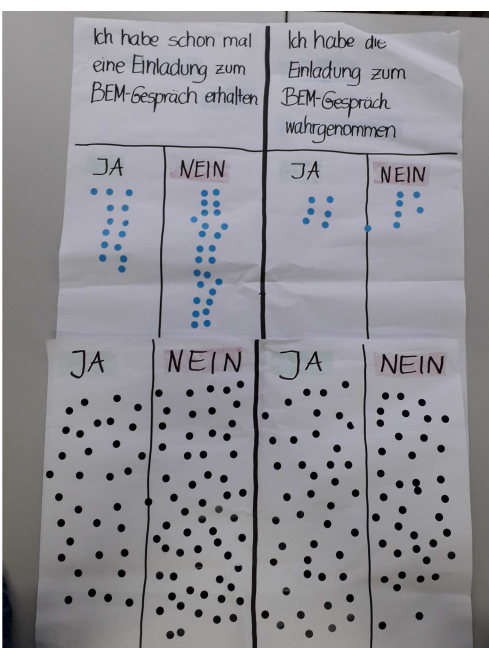 Ich habe schon mal
eine Einladung zum
BEM-Gespräch erhalten
Ich habe die
Einladung zum
BEM-Gespräch
wahrgenommen
JA
NEIN
JA
NEIN
JA
NEIN
JA
NEIN